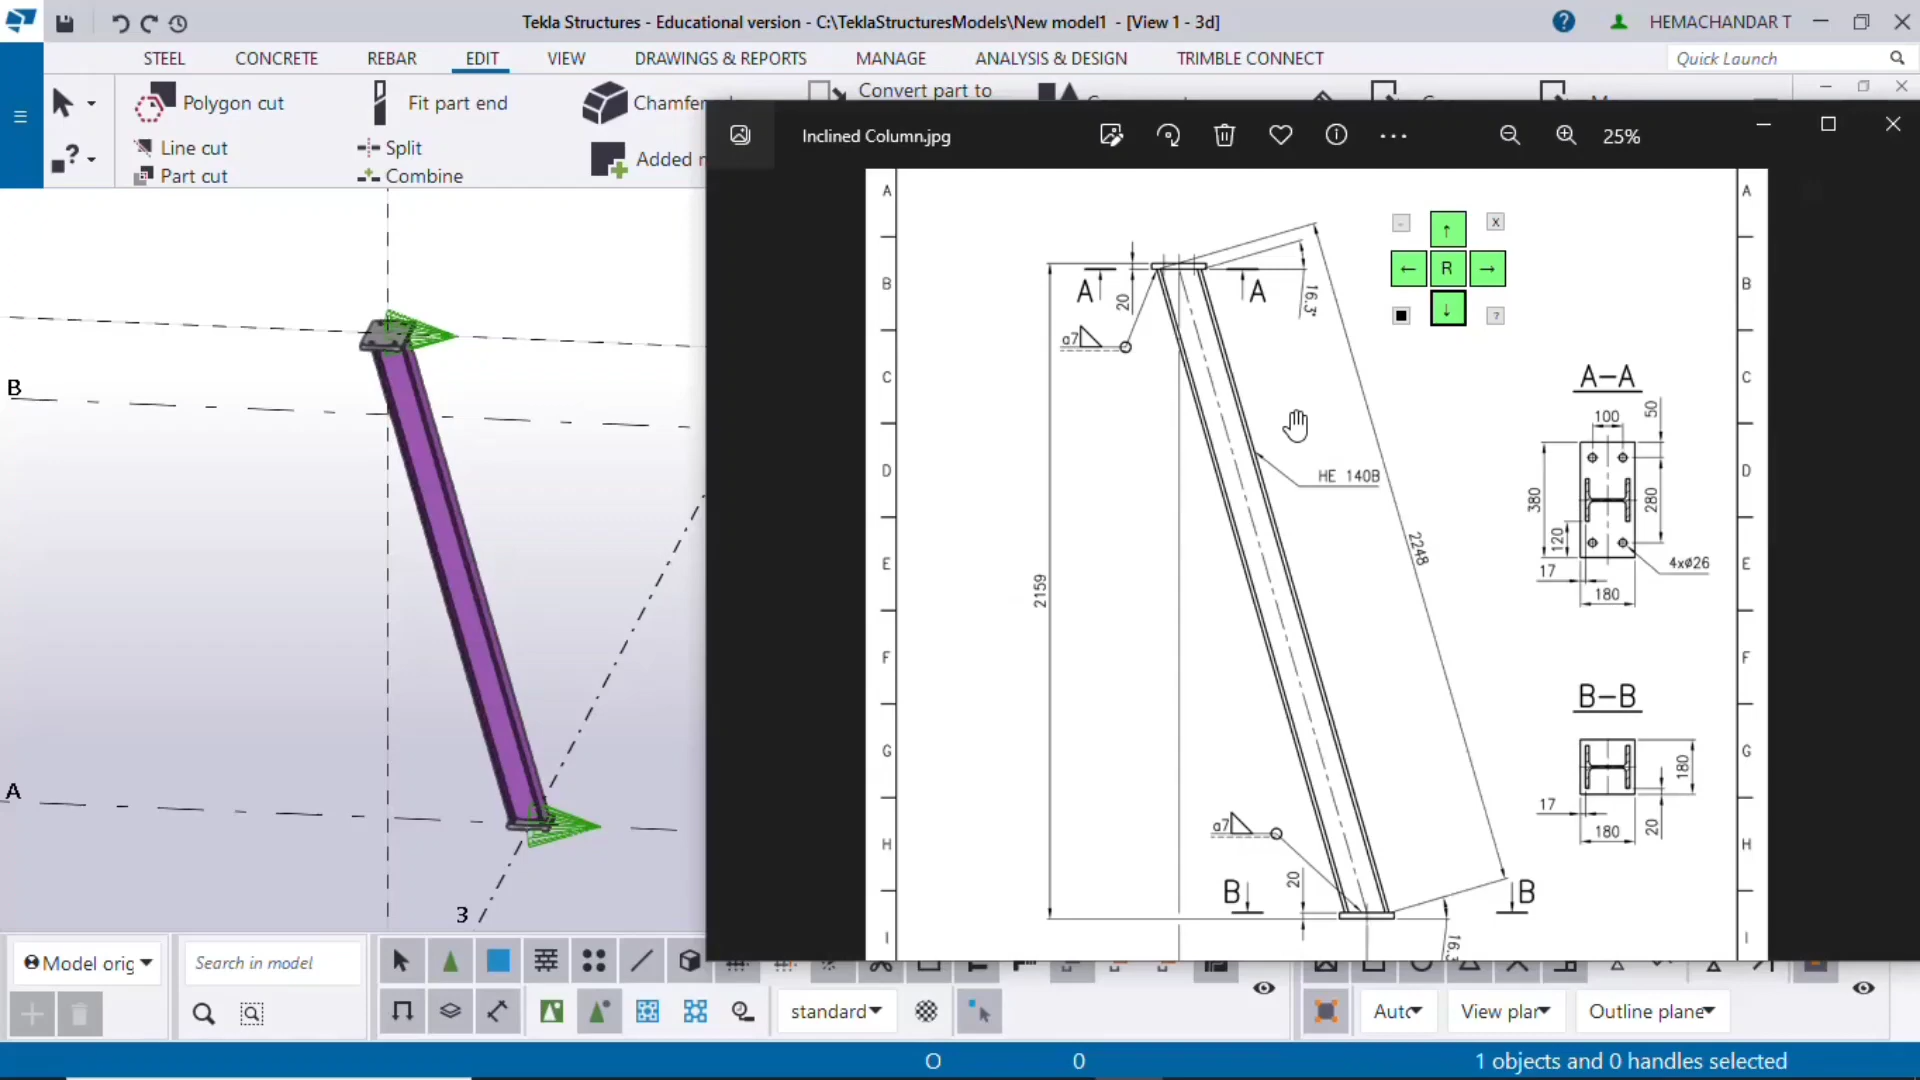 Tekla Structures - Educational version - C:\TeklaStructuresModels\New model1 - [View 1 - 3d]
HEMACHANDAR T
STEEL
CONCRETE
REBAR
EDIT
VIEW
DRAWINGS & REPORTS
MANAGE
ANALYSIS & DESIGN
TRIMBLE CONNECT
Quick Launch
Polygon cut
Fit part end
Convert part to
Line cut
Split
Part cut
Combine
Inclined Column.jpg
25%
A
B
C
D
E
F
G
H
I
A
B
C
D
E
F
G
H
I
R
X
?
A
A
20
16.3°
a7
HE 140B
2248
2159
a7
20
B
B
A-A
100
50
380
280
120
17
4xø26
180
B-B
180
17
180
20
B
A
3
Model orig
Search in model
standard
View plan
Outline plane
O
0
1 objects and 0 handles selected